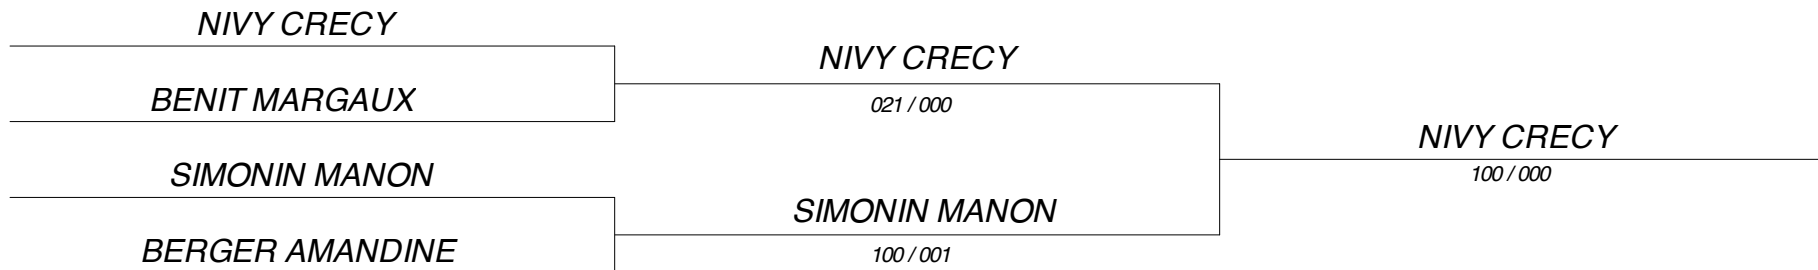 NIVY CRECY
BENIT MARGAUX
SIMONIN MANON
BERGER AMANDINE
NIVY CRECY
021 / 000
SIMONIN MANON
100 / 001
NIVY CRECY
100 / 000